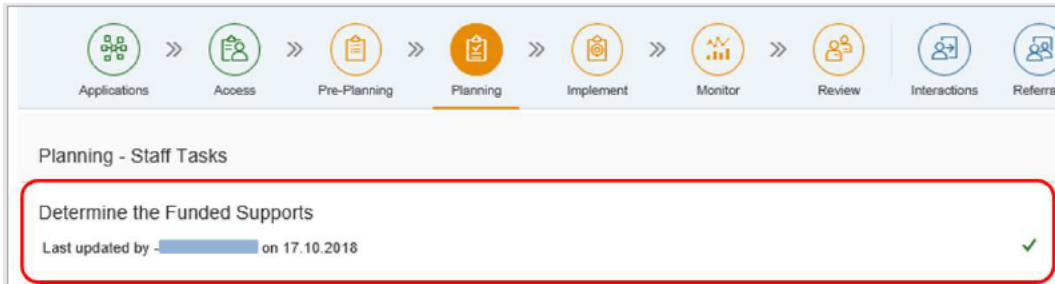 Applications
Access
Pre-Planning
Planning
Implement
Monitor
Review
Interactions
Referra
Planning - Staff Tasks
Determine the Funded Supports
Last updated by - on 17.10.2018